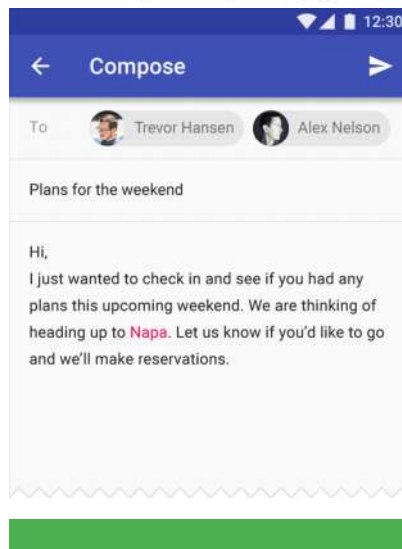 12:30
Compose
To Trevor Hansen Alex Nelson
Plans for the weekend
Hi,
I just wanted to check in and see if you had any
plans this upcoming weekend. We are thinking of
heading up to Napa. Let us know if you’d like to go
and we’ll make reservations.